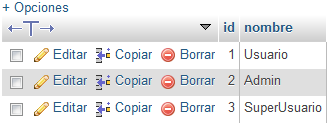 + Opciones
id nombre
Editar Copiar Borrar 1 Usuario
Editar Copiar Borrar 2 Admin
Editar Copiar Borrar 3 SuperUsuario